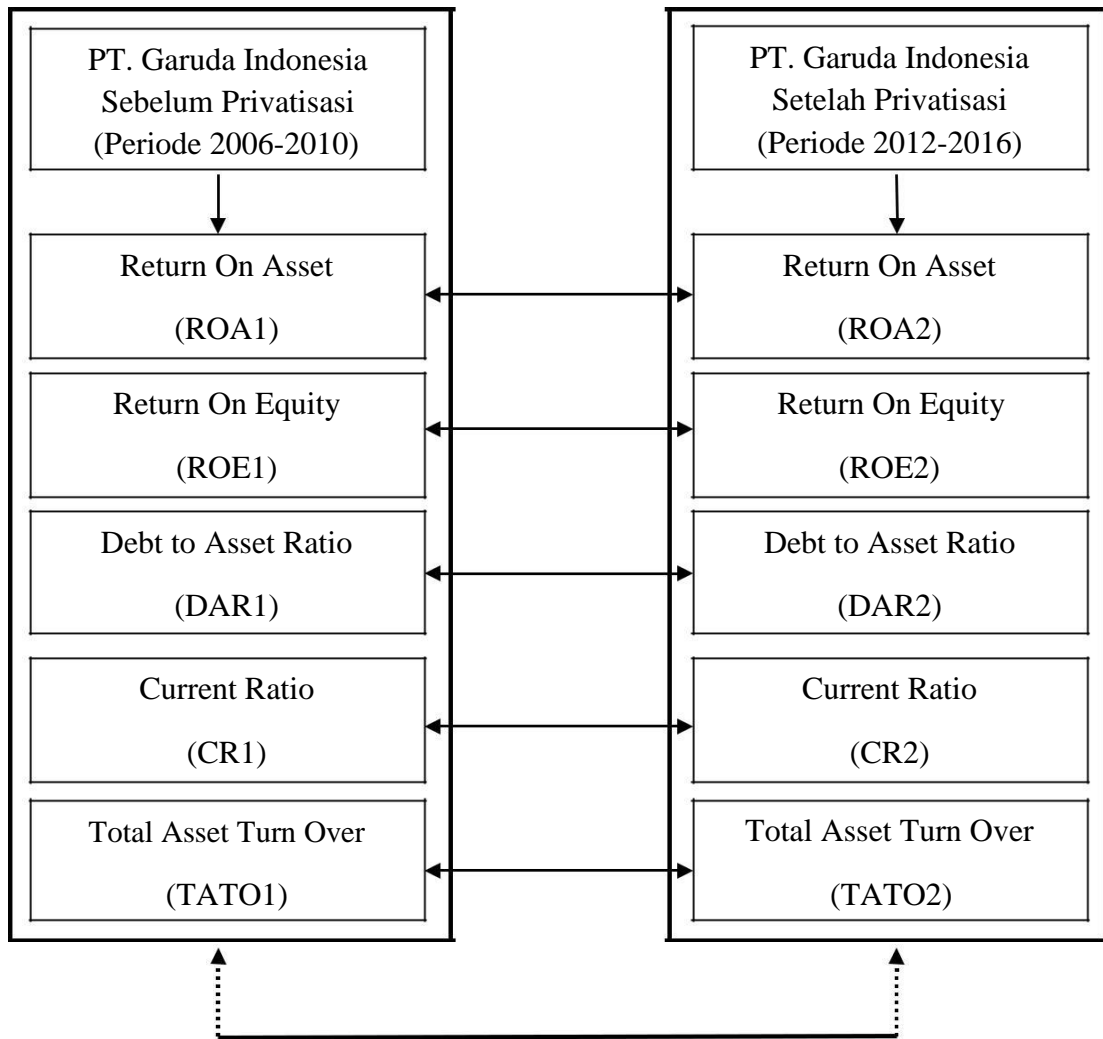 PT. Garuda Indonesia
Sebelum Privatisasi
(Periode 2006-2010)
Return On Asset
(ROA1)
Return On Equity
(ROE1)
Debt to Asset Ratio
(DAR1)
Current Ratio
(CR1)
Total Asset Turn Over
(TATO1)
PT. Garuda Indonesia
Setelah Privatisasi
(Periode 2012-2016)
Return On Asset
(ROA2)
Return On Equity
(ROE2)
Debt to Asset Ratio
(DAR2)
Current Ratio
(CR2)
Total Asset Turn Over
(TATO2)